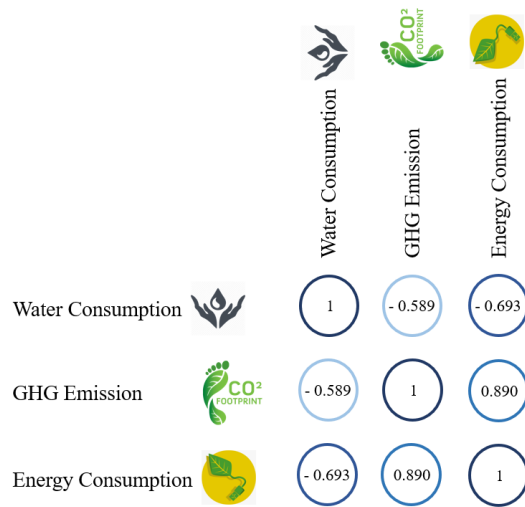 CO²
FOOTPRINT
Water Consumption
GHG Emission
Energy Consumption
Water Consumption
1
- 0.589
- 0.693
GHG Emission
CO²
FOOTPRINT
- 0.589
1
0.890
Energy Consumption
- 0.693
0.890
1